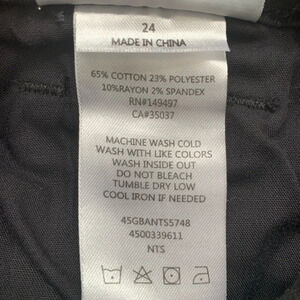 24
MADE IN CHINA
65% COTTON 23% POLYESTER
10%RAYON 2% SPANDEX
RN#149497
CA#35037
MACHINE WASH COLD
WASH WITH LIKE COLORS
WASH INSIDE OUT
DO NOT BLEACH
TUMBLE DRY LOW
COOL IRON IF NEEDED
45GBANTS5748
4500339611
NTS